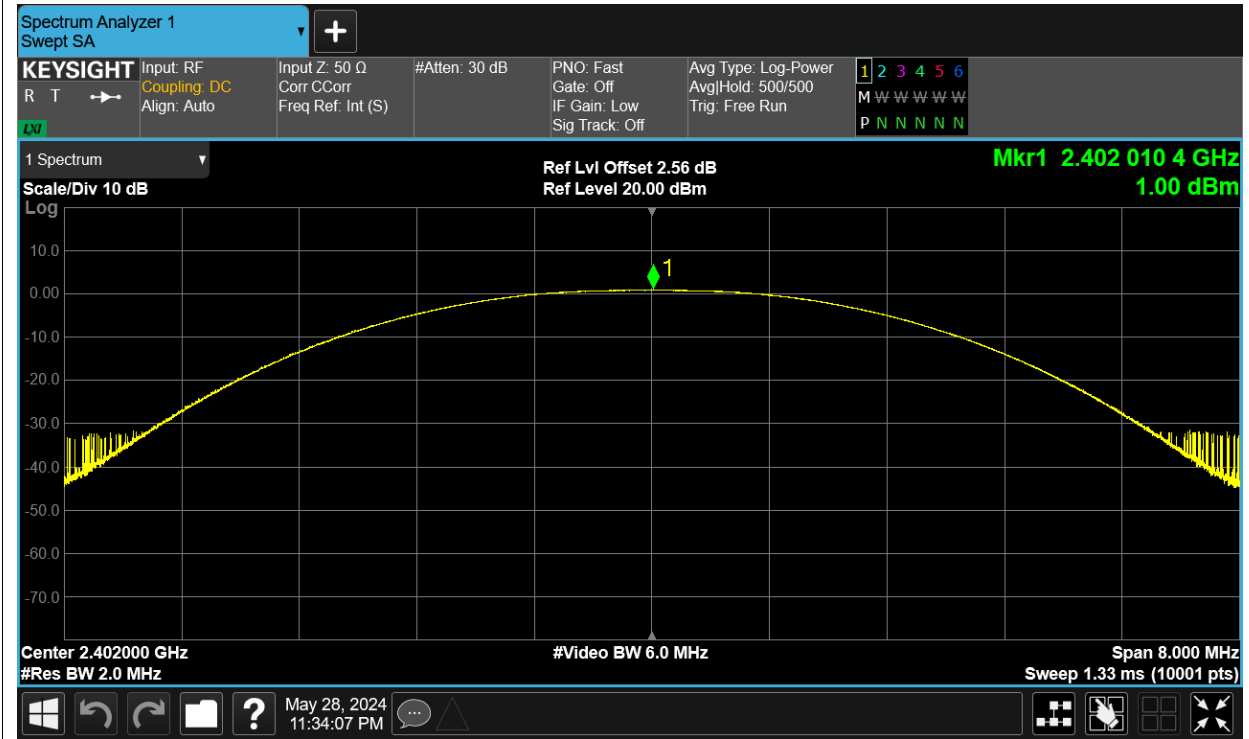 Spectrum Analyzer 1
Swept SA
KEYSIGHT
R T
LXI
Input: RF
Coupling: DC
Align: Auto
Input Z: 50 Ω
Corr CCorr
Freq Ref: Int (S)
#Atten: 30 dB
PNO: Fast
Gate: Off
IF Gain: Low
Sig Track: Off
Avg Type: Log-Power
Avg|Hold: 500/500
Trig: Free Run
1 2 3 4 5 6
M W W W W W
P N N N N N
1 Spectrum
Scale/Div 10 dB
Ref Lvl Offset 2.56 dB
Ref Level 20.00 dBm
Mkr1 2.402 010 4 GHz
1.00 dBm
Log
10.0
0.00
-10.0
-20.0
-30.0
-40.0
-50.0
-60.0
-70.0
1
Center 2.402000 GHz
#Res BW 2.0 MHz
#Video BW 6.0 MHz
Span 8.000 MHz
Sweep 1.33 ms (10001 pts)
?
May 28, 2024
11:34:07 PM